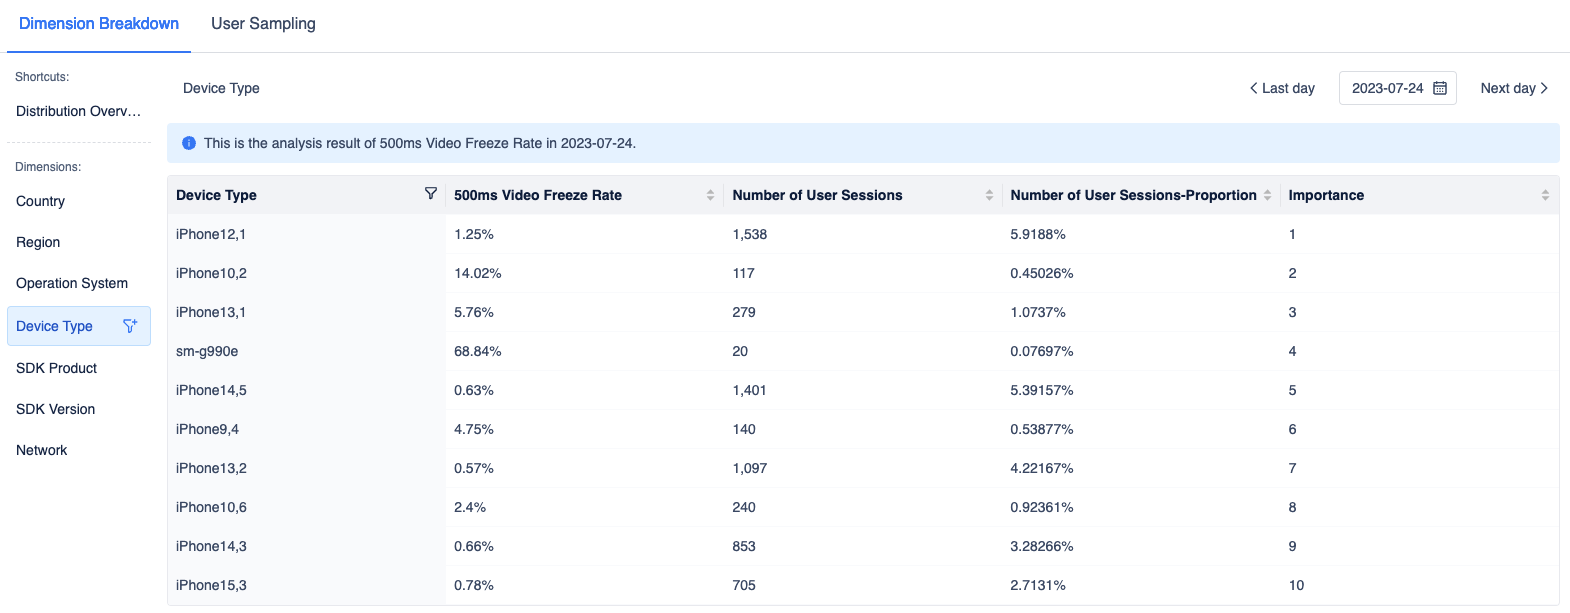 Dimension Breakdown User Sampling
Shortcuts:
Distribution Overv...
Dimensions:
Country
Region
Operation System
Device Type
SDK Product
SDK Version
Network
Device Type
Last day 2023-07-24 Next day
This is the analysis result of 500ms Video Freeze Rate in 2023-07-24.
Device Type 500ms Video Freeze Rate Number of User Sessions Number of User Sessions-Proportion Importance
iPhone12,1 1.25% 1,538 5.9188% 1
iPhone10,2 14.02% 117 0.45026% 2
iPhone13,1 5.76% 279 1.0737% 3
sm-g990e 68.84% 20 0.07697% 4
iPhone14,5 0.63% 1,401 5.39157% 5
iPhone9,4 4.75% 140 0.53877% 6
iPhone13,2 0.57% 1,097 4.22167% 7
iPhone10,6 2.4% 240 0.92361% 8
iPhone14,3 0.66% 853 3.28266% 9
iPhone15,3 0.78% 705 2.7131% 10